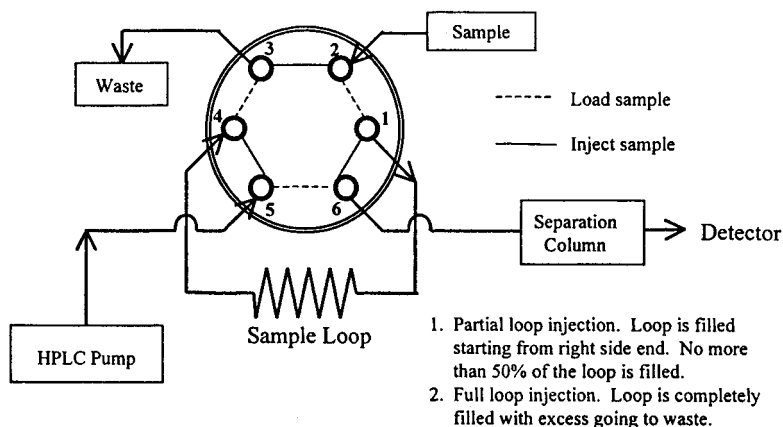 Sample
Waste
3
2
4
1
5
6
Load sample
Inject sample
Separation
Column
Detector
HPLC Pump
Sample Loop
1. Partial loop injection. Loop is filled
starting from right side end. No more
than 50% of the loop is filled.
2. Full loop injection. Loop is completely
filled with excess going to waste.